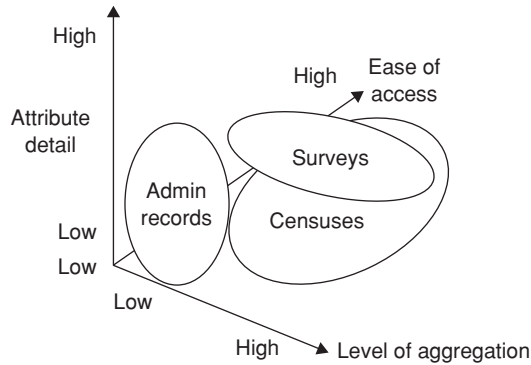 High
Attribute
detail
Low
Low
Low
High
Level of aggregation
High
Ease of
access
Surveys
Admin
records
Censuses